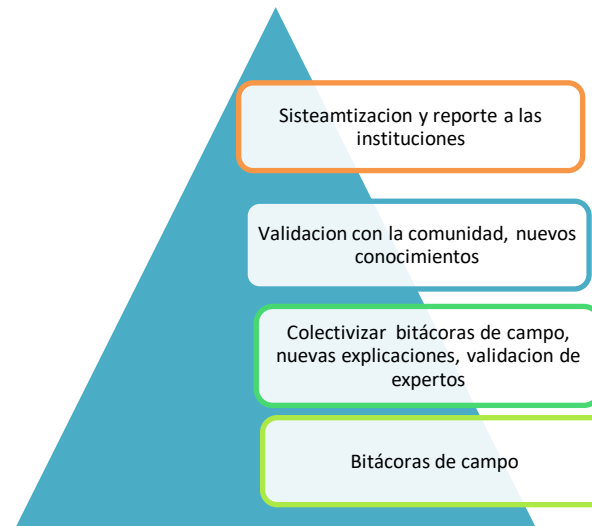 Sisteamtizacion y reporte a las
instituciones
Validacion con la comunidad, nuevos
conocimientos
Colectivizar bitácoras de campo,
nuevas explicaciones, validacion de
expertos
Bitácoras de campo